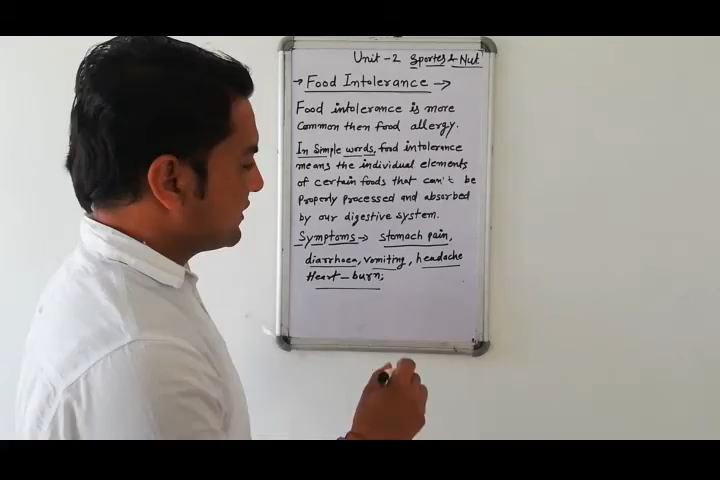 Unit -2 Sportes & Nut
→ Food Intolerance →
Food intolerance is more
common then food allergy.
In Simple words, food intolerance
means the individual elements
of certain foods that can't be
properly processed and absorbed
by our digestive system.
Symptoms → stomach pain,
diarrhoea, vomiting, headache
Heart-burn;